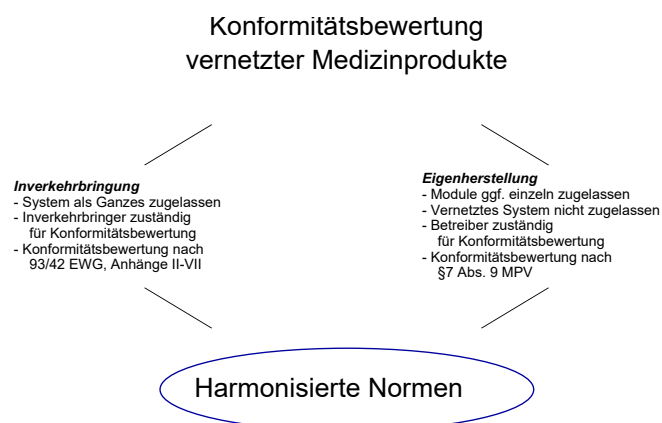 Konformitätsbewertung
vernetzter Medizinprodukte
Inverkehrbringung
- System als Ganzes zugelassen
- Inverkehrbringer zuständig
für Konformitätsbewertung
- Konformitätsbewertung nach
93/42 EWG, Anhänge II-VII
Eigenherstellung
- Module ggf. einzeln zugelassen
- Vernetztes System nicht zugelassen
- Betreiber zuständig
für Konformitätsbewertung
- Konformitätsbewertung nach
§7 Abs. 9 MPV
Harmonisierte Normen